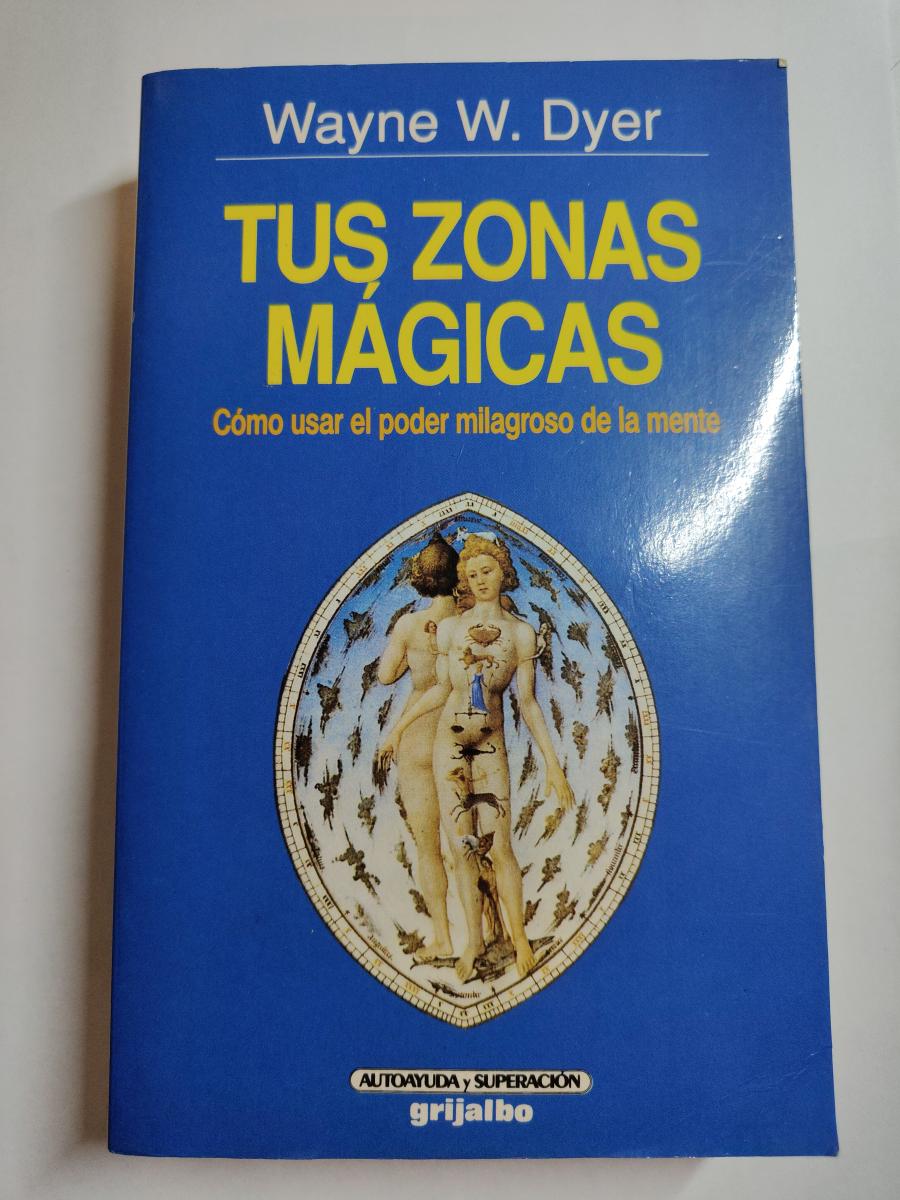 Wayne W. Dyer
TUS ZONAS
MÁGICAS
Cómo usar el poder milagroso de la mente
AUTOAYUDA y SUPERACIÓN
grijalbo